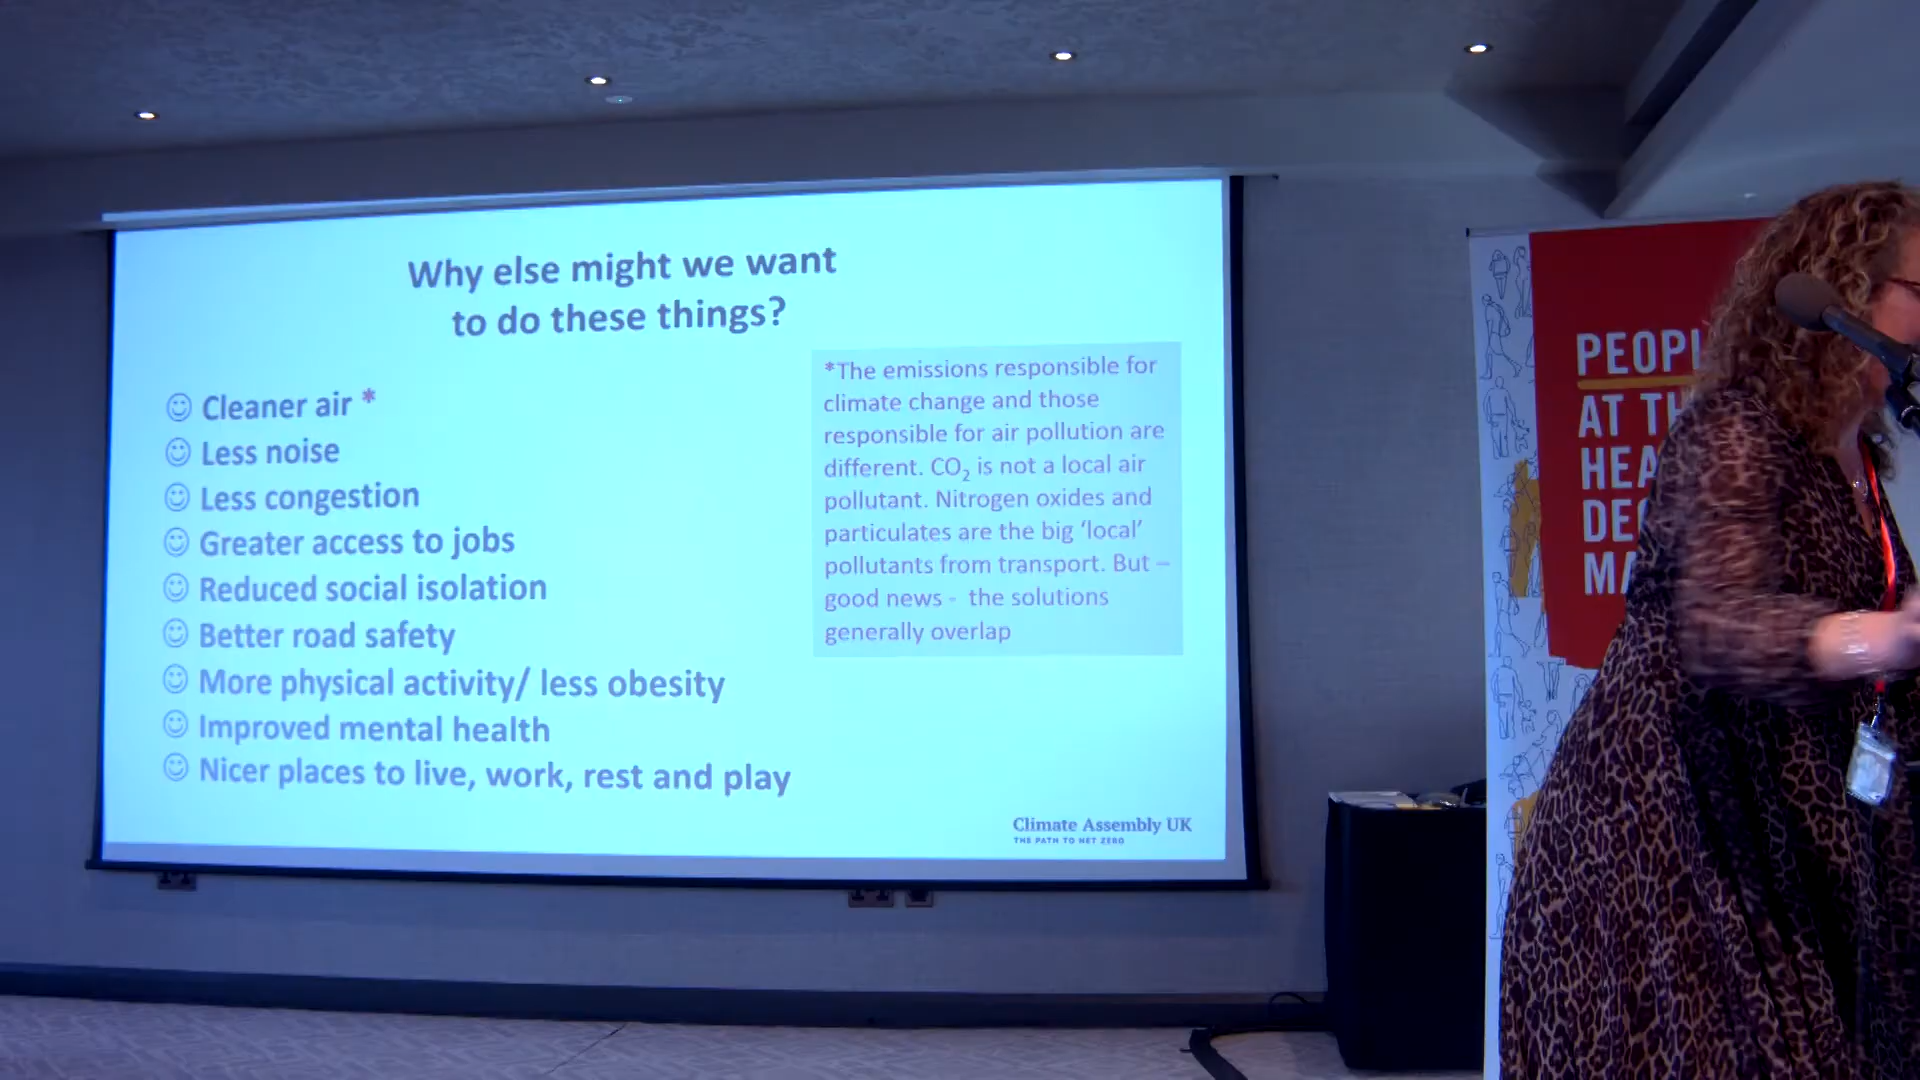 Why else might we want
to do these things?
Cleaner air *
Less noise
Less congestion
Greater access to jobs
Reduced social isolation
Better road safety
More physical activity/ less obesity
Improved mental health
Nicer places to live, work, rest and play
*The emissions responsible for
climate change and those
responsible for air pollution are
different. CO₂ is not a local air
pollutant. Nitrogen oxides and
particulates are the big ‘local’
pollutants from transport. But –
good news - the solutions
generally overlap
Climate Assembly UK
THE PATH TO NET ZERO
PEOPL
AT TH
HEA
DEC
MA